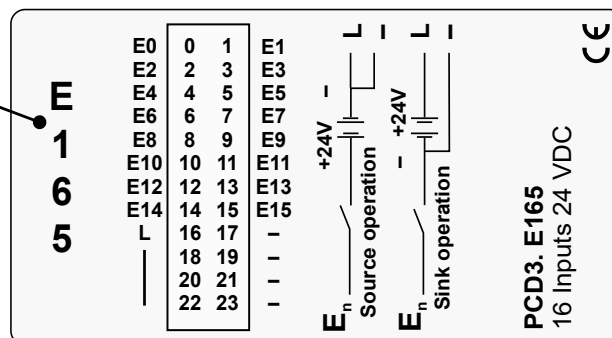 E
1
6
5
E0 0 1 E1
E2 2 3 E3
E4 4 5 E5
E6 6 7 E7
E8 8 9 E9
E10 10 11 E11
E12 12 13 E13
E14 14 15 E15
L 16 17 –
18 19 –
20 21 –
22 23 –
L –
+24V –
En
Source operation
L –
– +24V
En
Sink operation
PCD3. E165
16 Inputs 24 VDC
CE